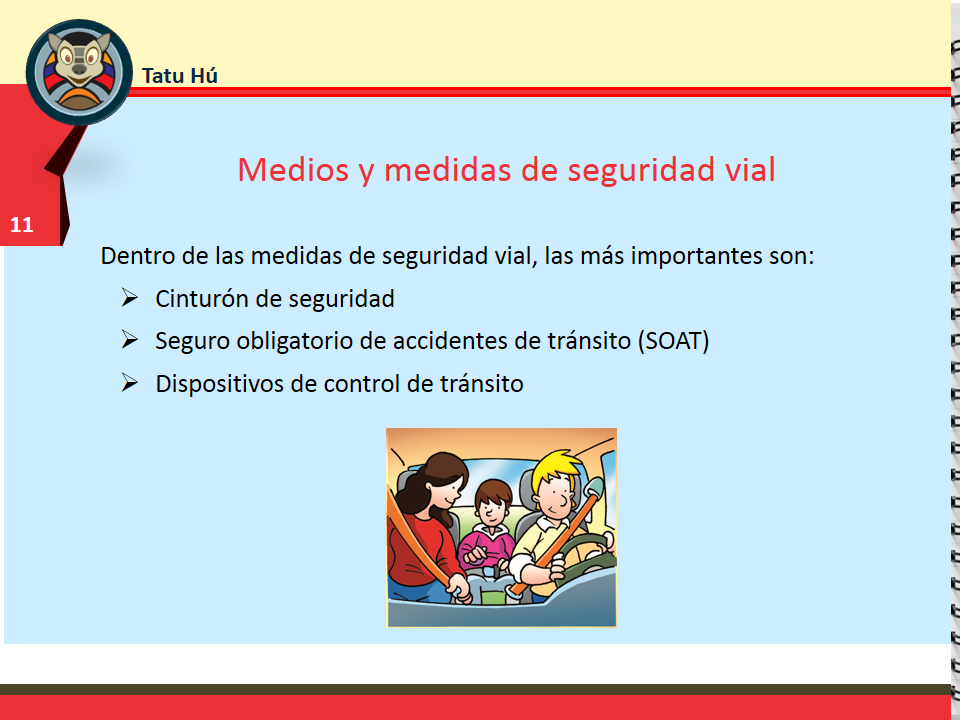 Tatu Hú
Medios y medidas de seguridad vial
11
Dentro de las medidas de seguridad vial, las más importantes son:
Cinturón de seguridad
Seguro obligatorio de accidentes de tránsito (SOAT)
Dispositivos de control de tránsito